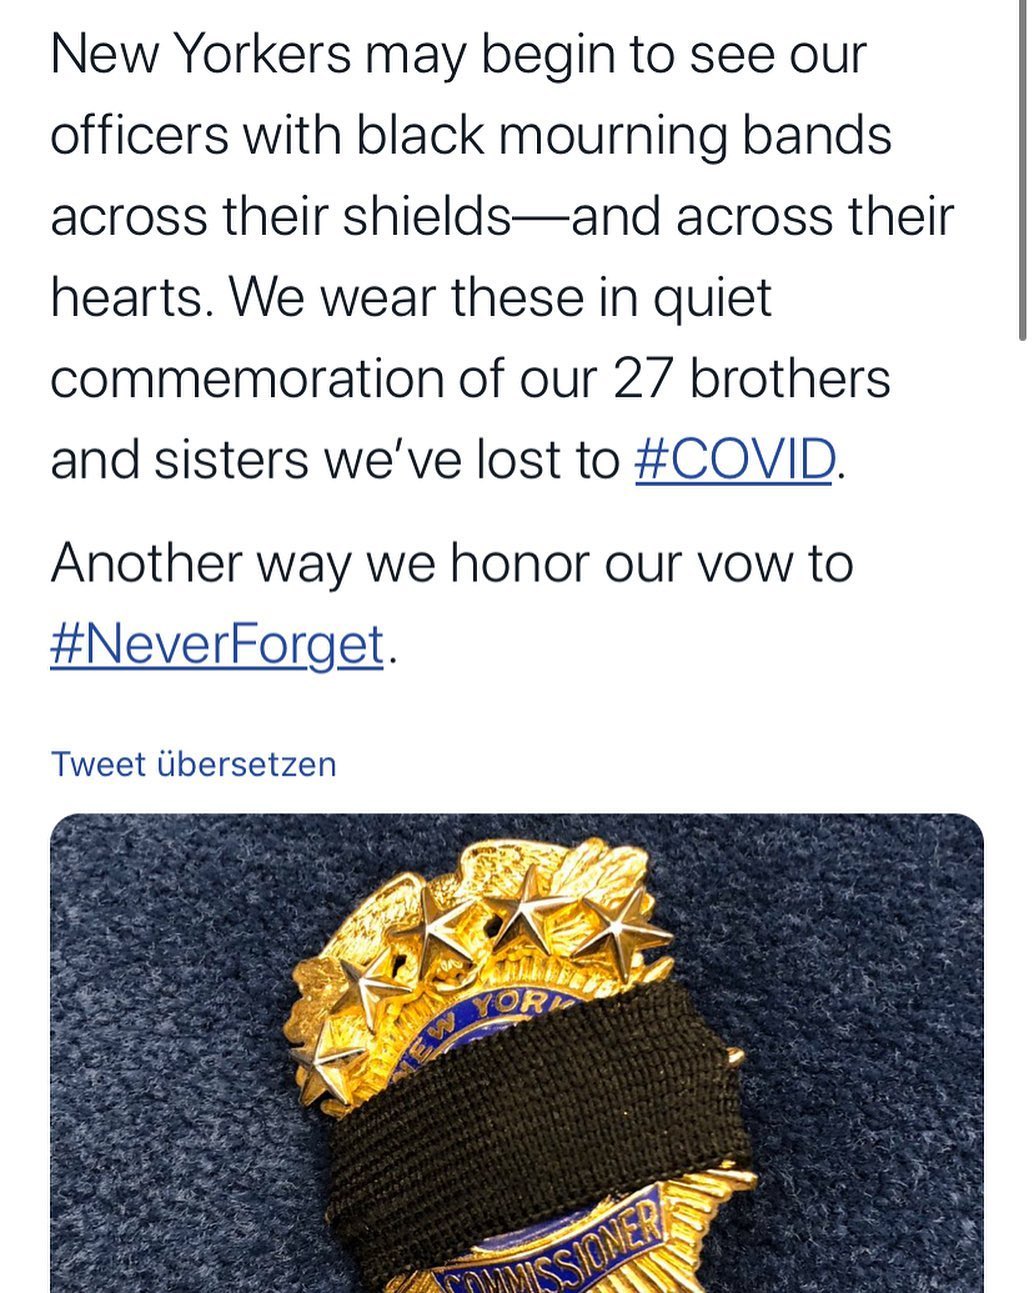 New Yorkers may begin to see our
officers with black mourning bands
across their shields—and across their
hearts. We wear these in quiet
commemoration of our 27 brothers
and sisters we’ve lost to #COVID.
Another way we honor our vow to
#NeverForget.
Tweet übersetzen
NEW YORK
COMMISSIONER